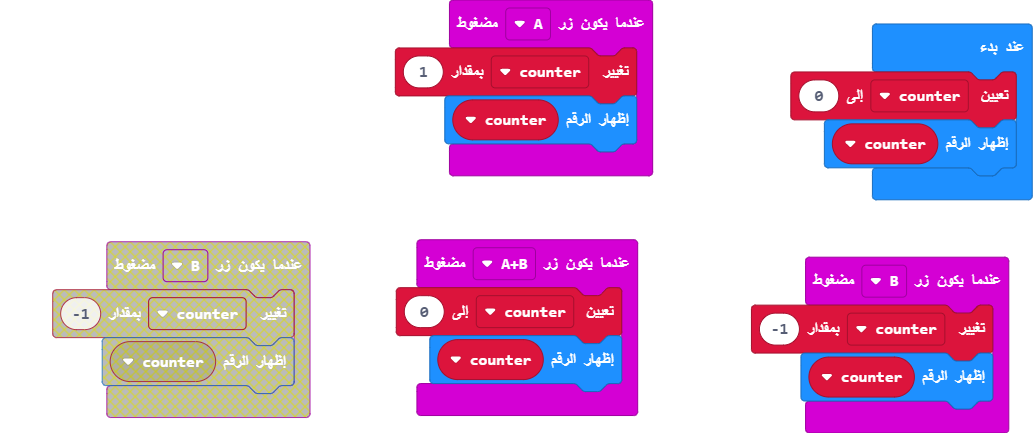 عند بدء
تعيين counter إلى 0
إظهار الرقم counter
عندما يكون زر A مضغوط
تغيير counter بمقدار 1
إظهار الرقم counter
عندما يكون زر B مضغوط
تغيير counter بمقدار -1
إظهار الرقم counter
عندما يكون زر A+B مضغوط
تعيين counter إلى 0
إظهار الرقم counter
عندما يكون زر B مضغوط
تغيير counter بمقدار -1
إظهار الرقم counter